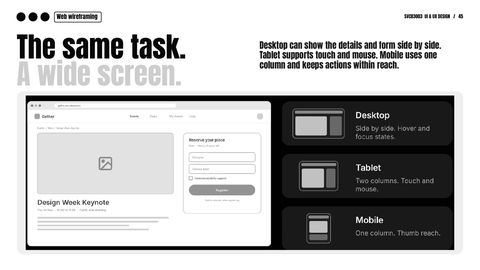 Web wireframing
SVCB3003 UI & UX DESIGN / 45
The same task.
A wide screen.
Desktop can show the details and form side by side.
Tablet supports touch and mouse. Mobile uses one
column and keeps actions within reach.
Gather
Events
Reserve your place
Register
Design Week Keynote
Desktop
Side by side. Hover and
focus states.
Tablet
Two columns. Touch and
mouse.
Mobile
One column. Thumb reach.